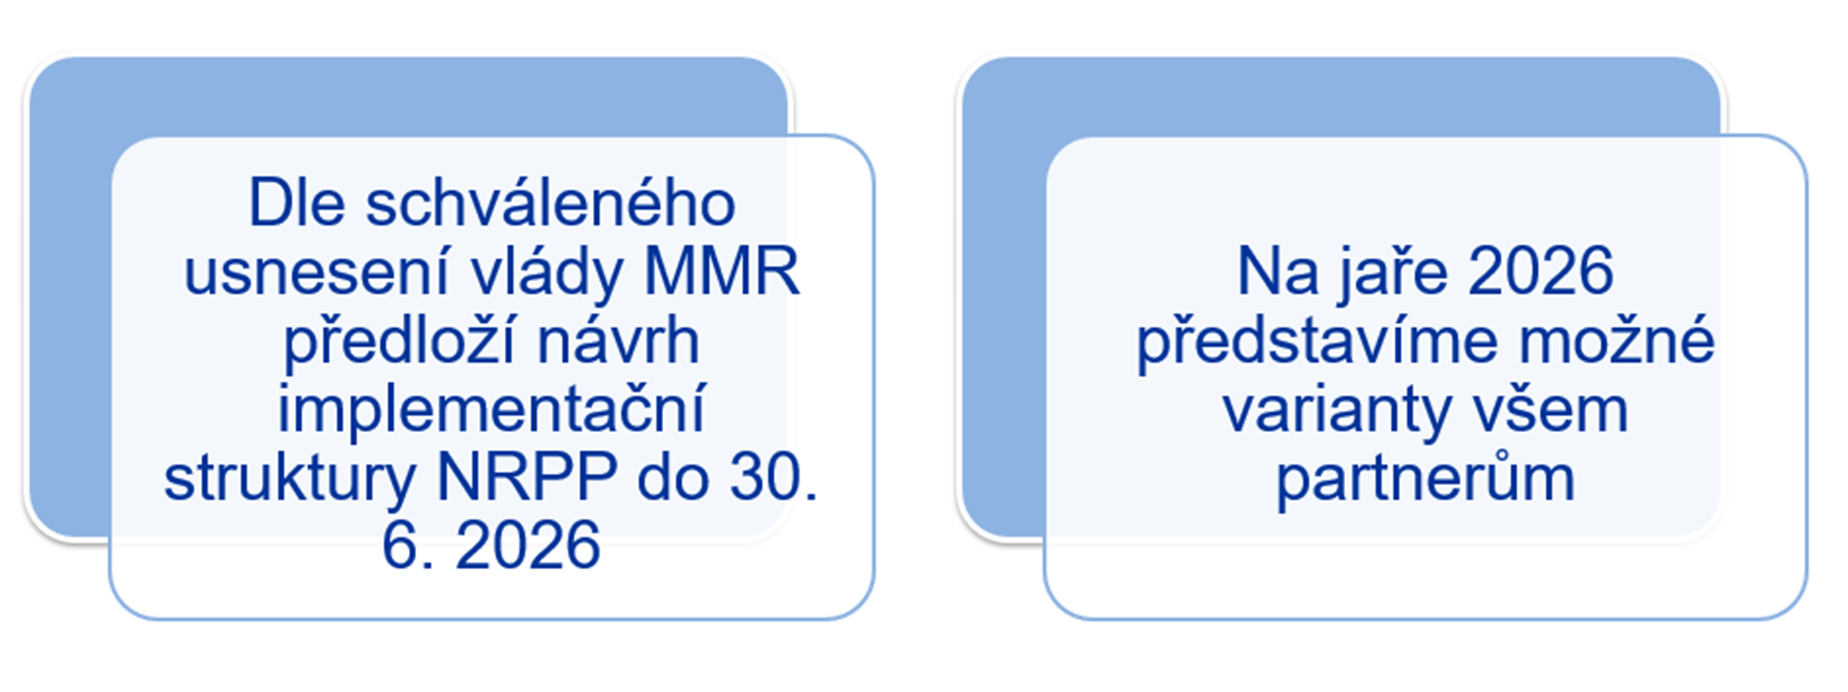 Dle schváleného
usnesení vlády MMR
předloží návrh
implementační
struktury NRPP do 30.
6. 2026
Na jaře 2026
představíme možné
varianty všem
partnerům